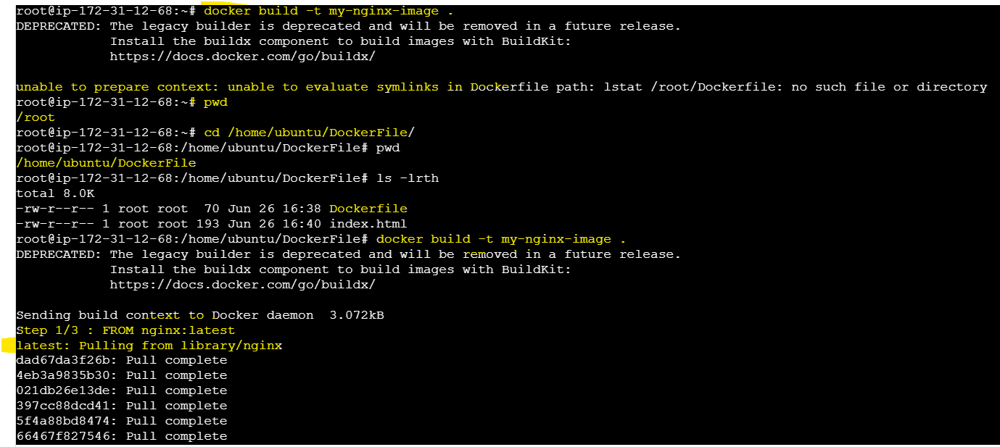 root@ip-172-31-12-68:~# docker build -t my-nginx-image .
DEPRECATED: The legacy builder is deprecated and will be removed in a future release.
            Install the buildx component to build images with BuildKit:
            https://docs.docker.com/go/buildx/

unable to prepare context: unable to evaluate symlinks in Dockerfile path: lstat /root/Dockerfile: no such file or directory
root@ip-172-31-12-68:~# pwd
/root
root@ip-172-31-12-68:~# cd /home/ubuntu/DockerFile/
root@ip-172-31-12-68:/home/ubuntu/DockerFile# pwd
/home/ubuntu/DockerFile
root@ip-172-31-12-68:/home/ubuntu/DockerFile# ls -lrth
total 8.0K
-rw-r--r-- 1 root root  70 Jun 26 16:38 Dockerfile
-rw-r--r-- 1 root root 193 Jun 26 16:40 index.html
root@ip-172-31-12-68:/home/ubuntu/DockerFile# docker build -t my-nginx-image .
DEPRECATED: The legacy builder is deprecated and will be removed in a future release.
            Install the buildx component to build images with BuildKit:
            https://docs.docker.com/go/buildx/

Sending build context to Docker daemon  3.072kB
Step 1/3 : FROM nginx:latest
latest: Pulling from library/nginx
dad67da3f26b: Pull complete
4eb3a9835b30: Pull complete
021db26e13de: Pull complete
397cc88dcd41: Pull complete
5f4a88bd8474: Pull complete
66467f827546: Pull complete